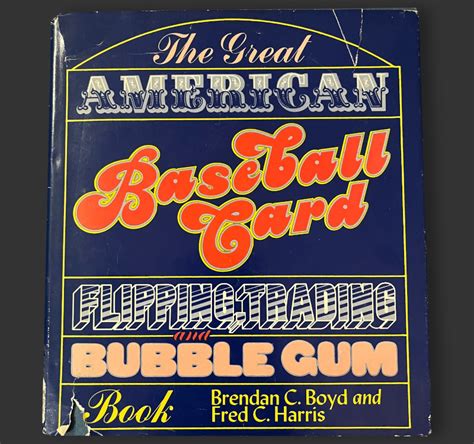 The Great
AMERICAN
Baseball
Card
FLIPPING, TRADING
and
BUBBLE GUM
Book Brendan C. Boyd and
Fred C. Harris